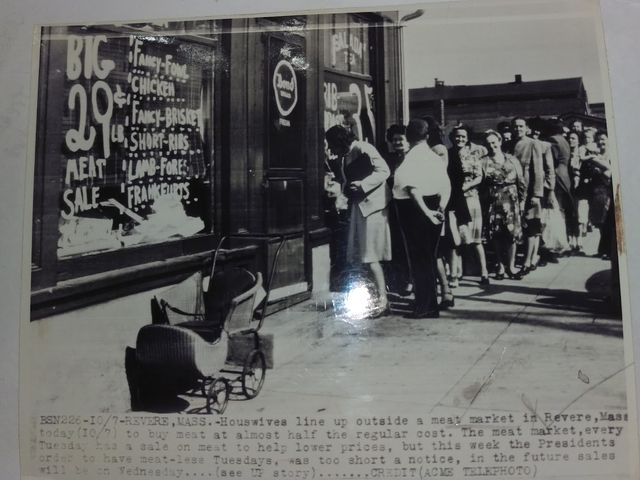 BIG
29¢
LB
MEAT
SALE
FANCY-FOWL
CHICKEN
FANCY-BRISKET
SHORT-RIBS
LAMB-FORES
FRANKFURTS
BSN226-10/7-REVERE,MASS.-Houswives line up outside a meat market in Revere,Mass
today(10/7) to buy meat at almost half the regular cost. The meat market,every
Tuesday has a sale on meat to help lower prices, but this week the Presidents
order to have meat-less Tuesdays, was too short a notice, in the future sales
will be on Wednesday....(see UP story).......CREDIT(ACME TELEPHOTO)